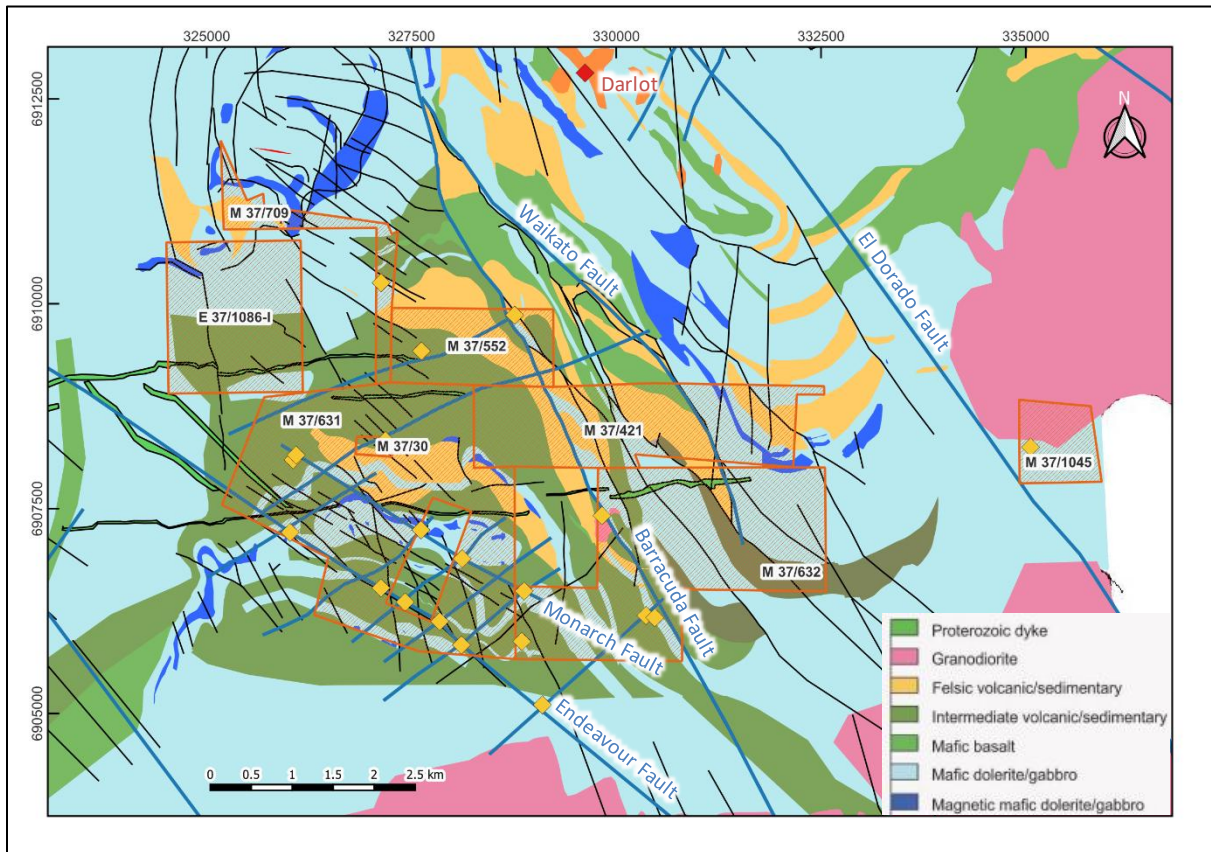 325000 327500 330000 332500 335000
6912500
Darlot
N
M 37/709
Waikato Fault
El Dorado Fault
6910000
E 37/1086-I
M 37/552
M 37/631
M 37/421
M 37/30
M 37/1045
6907500
Barracuda Fault
M 37/632
Monarch Fault
Endeavour Fault
6905000
0 0.5 1 1.5 2 2.5 km
Proterozoic dyke
Granodiorite
Felsic volcanic/sedimentary
Intermediate volcanic/sedimentary
Mafic basalt
Mafic dolerite/gabbro
Magnetic mafic dolerite/gabbro